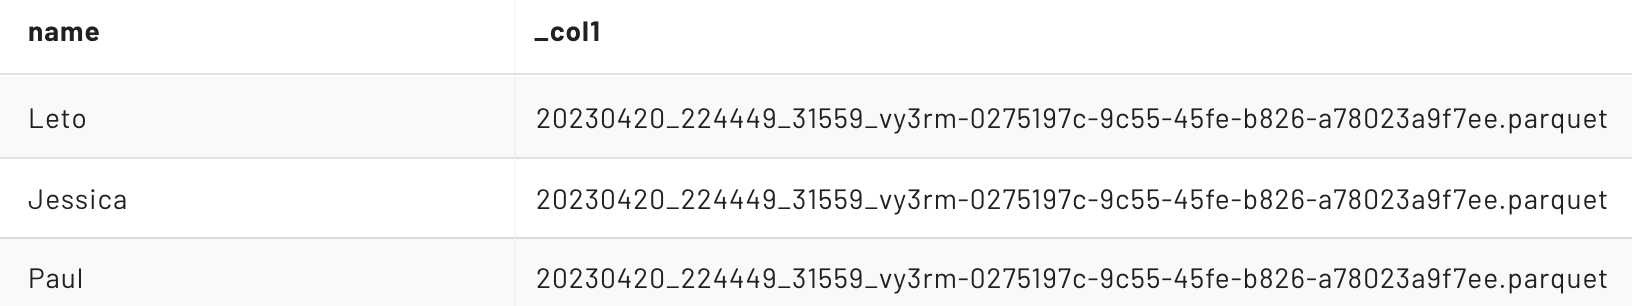 name _col1
Leto 20230420_224449_31559_vy3rm-0275197c-9c55-45fe-b826-a78023a9f7ee.parquet
Jessica 20230420_224449_31559_vy3rm-0275197c-9c55-45fe-b826-a78023a9f7ee.parquet
Paul 20230420_224449_31559_vy3rm-0275197c-9c55-45fe-b826-a78023a9f7ee.parquet